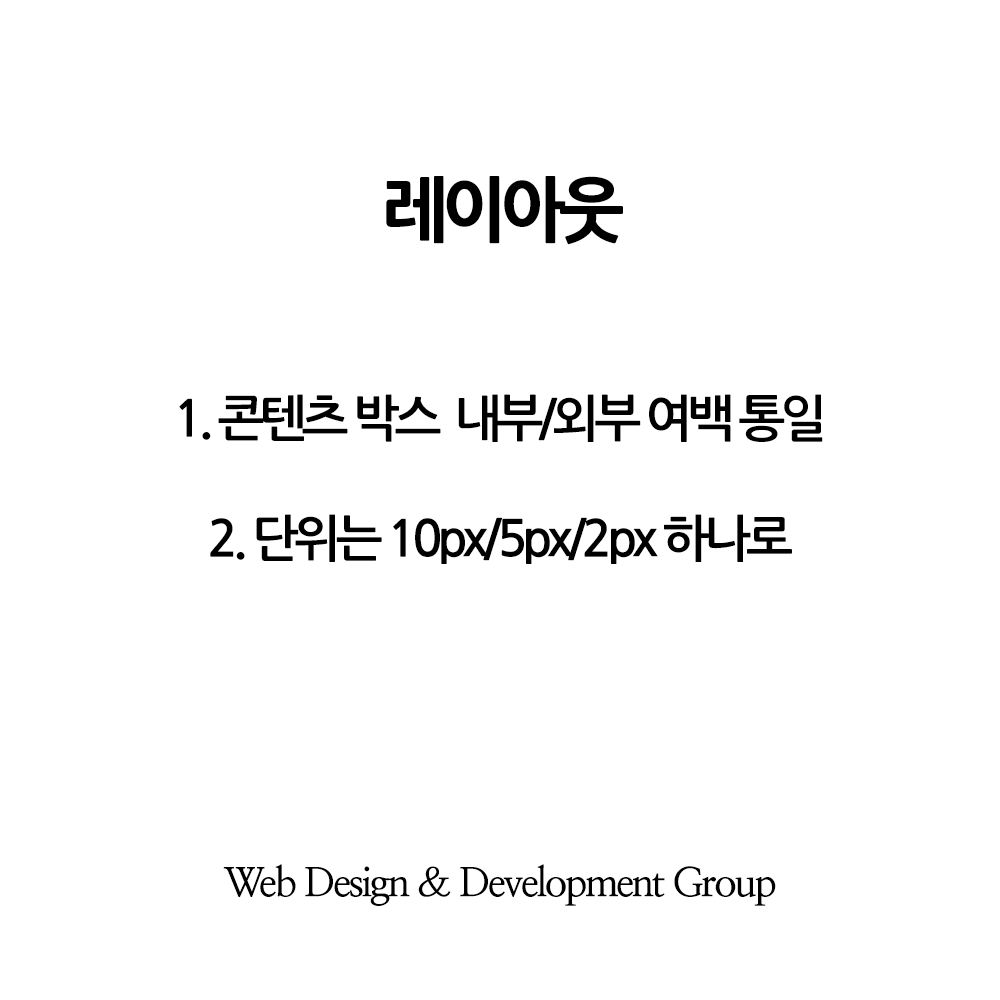 레이아웃
1. 콘텐츠 박스 내부/외부 여백 통일
2. 단위는 10px/5px/2px 하나로
Web Design & Development Group